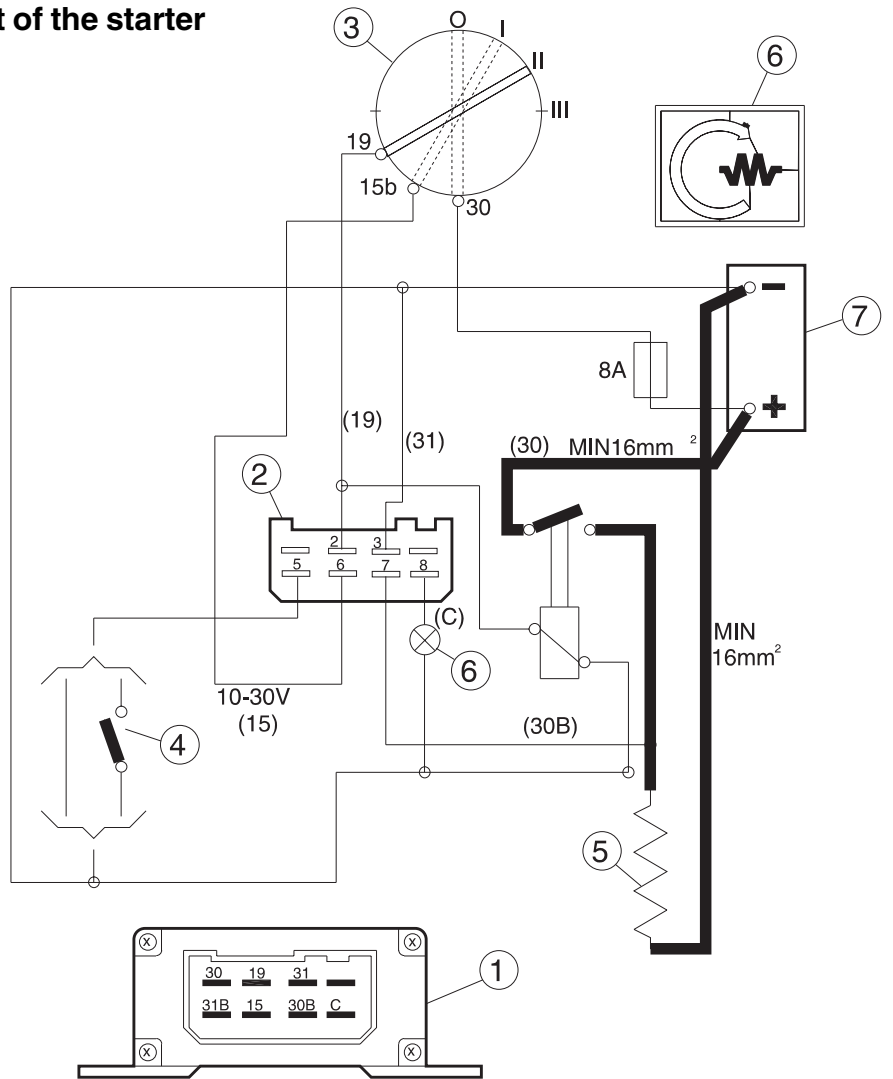 t of the starter
3
O
I
II
III
6
19
15b
30
7
8A
(19)
(31)
(30) MIN16mm 2
2
2 3
5 6 7 8
(C)
6
MIN
16mm2
10-30V
(15)
(30B)
4
5
X X
30 19 31
31B 15 30B C
X X
1